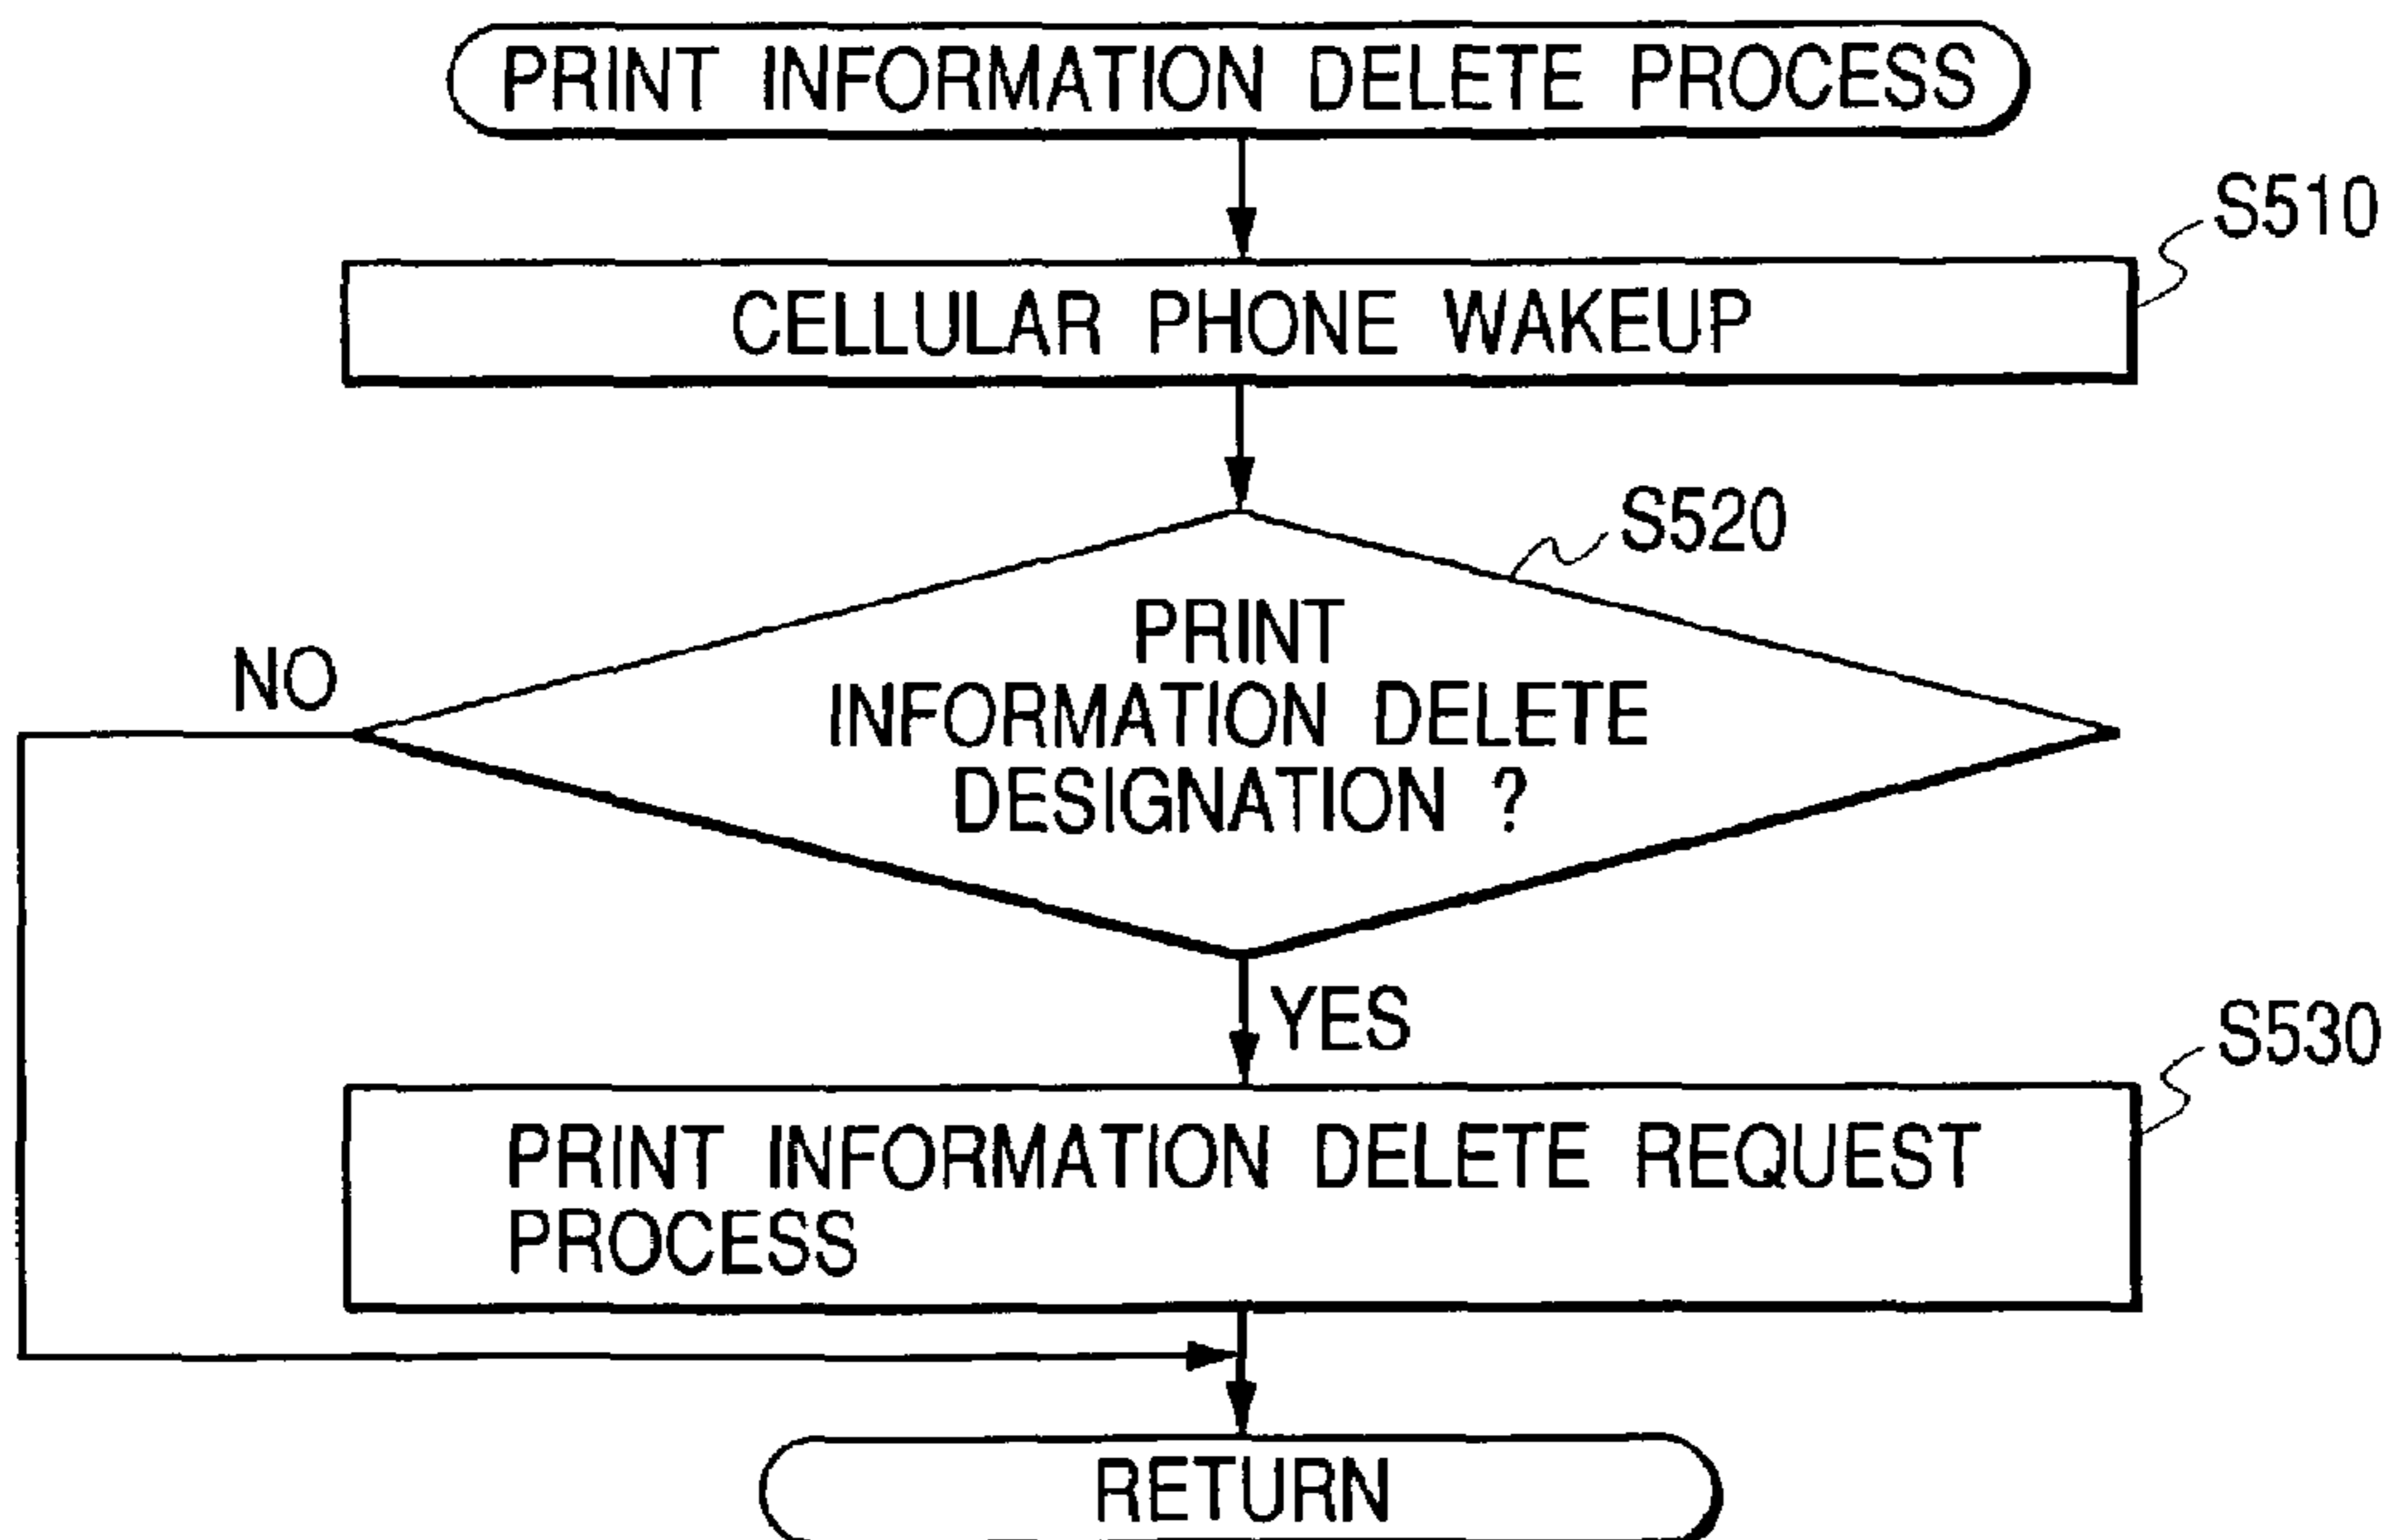 PRINT INFORMATION DELETE PROCESS
S510
CELLULAR PHONE WAKEUP
S520
PRINT
INFORMATION DELETE
DESIGNATION ?
NO
YES
S530
PRINT INFORMATION DELETE REQUEST
PROCESS
RETURN